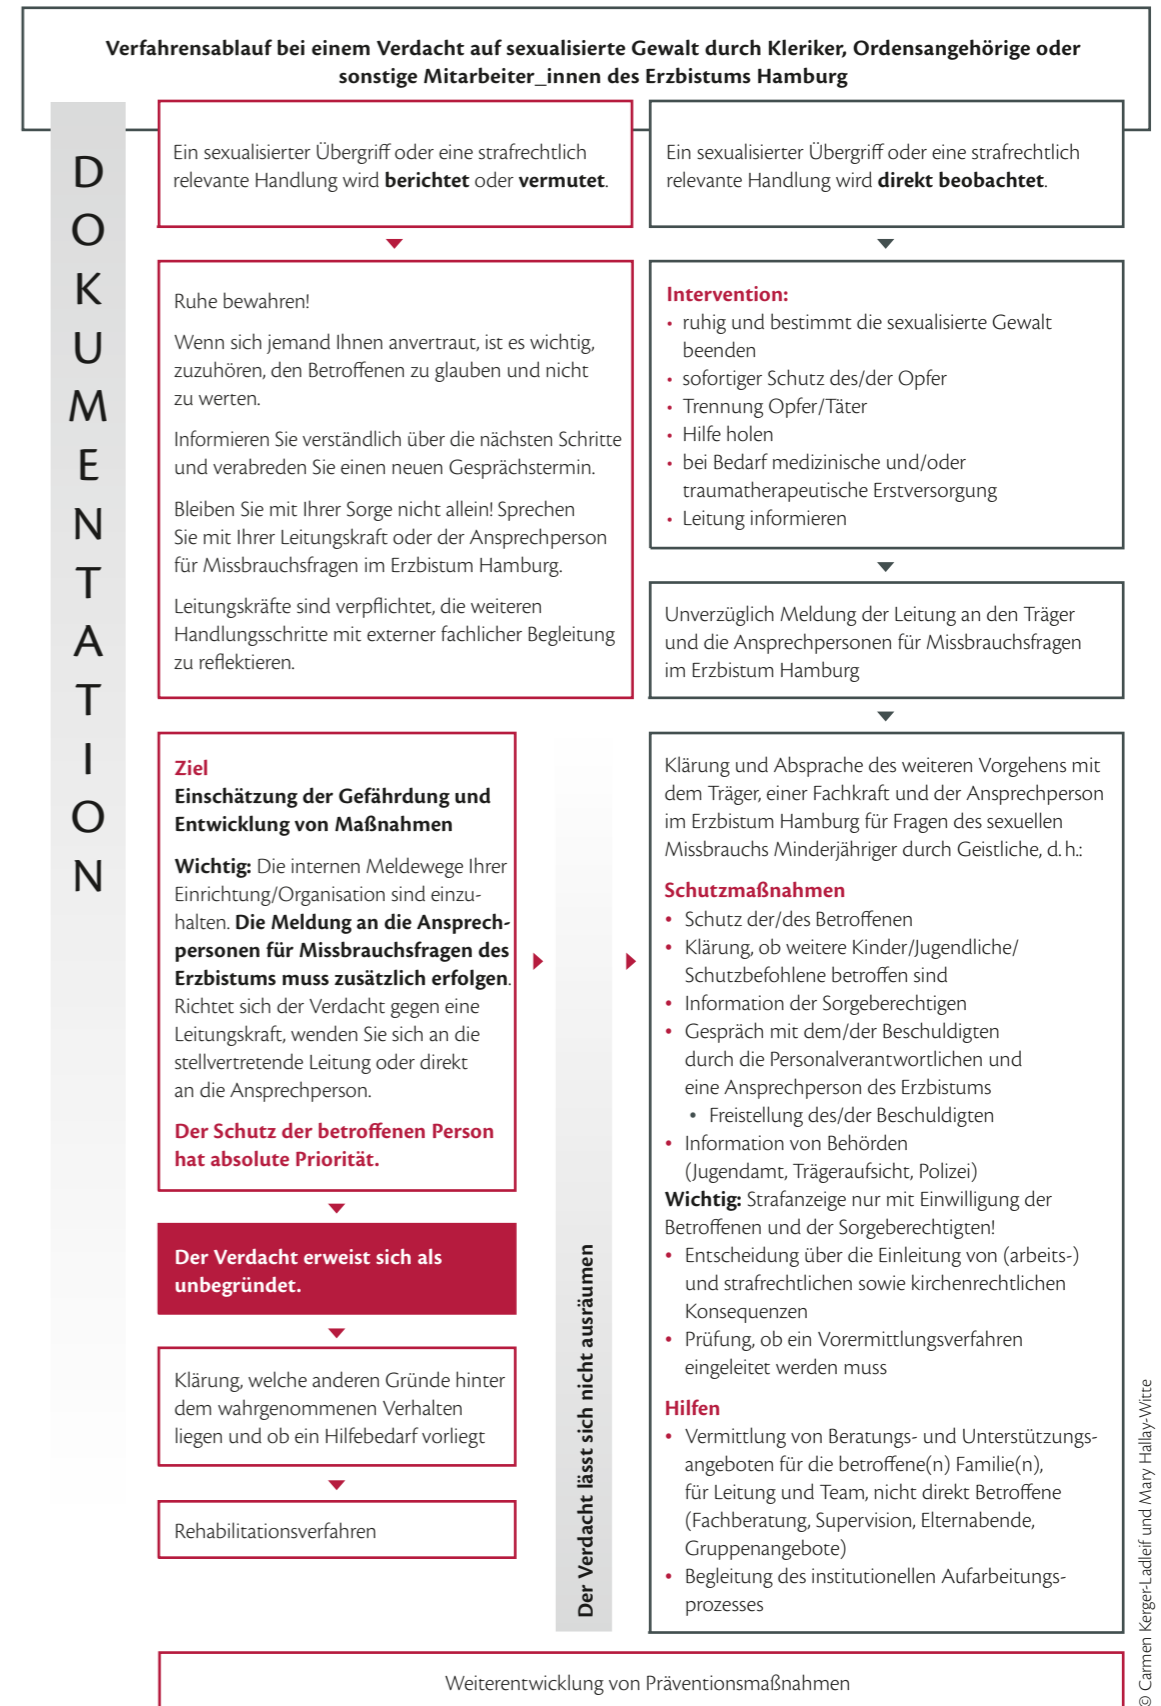 Verfahrensablauf bei einem Verdacht auf sexualisierte Gewalt durch Kleriker, Ordensangehörige oder
sonstige Mitarbeiter_innen des Erzbistums Hamburg
DOKUMENTATION
Ein sexualisierter Übergriff oder eine strafrechtlich
relevante Handlung wird berichtet oder vermutet.
Ruhe bewahren!
Wenn sich jemand Ihnen anvertraut, ist es wichtig,
zuzuhören, den Betroffenen zu glauben und nicht
zu werten.
Informieren Sie verständlich über die nächsten Schritte
und verabreden Sie einen neuen Gesprächstermin.
Bleiben Sie mit Ihrer Sorge nicht allein! Sprechen
Sie mit Ihrer Leitungskraft oder der Ansprechperson
für Missbrauchsfragen im Erzbistum Hamburg.
Leitungskräfte sind verpflichtet, die weiteren
Handlungsschritte mit externer fachlicher Begleitung
zu reflektieren.
Ziel
Einschätzung der Gefährdung und
Entwicklung von Maßnahmen
Wichtig: Die internen Meldewege Ihrer
Einrichtung/Organisation sind einzu-
halten. Die Meldung an die Ansprech-
personen für Missbrauchsfragen des
Erzbistums muss zusätzlich erfolgen.
Richtet sich der Verdacht gegen eine
Leitungskraft, wenden Sie sich an die
stellvertretende Leitung oder direkt
an die Ansprechperson.
Der Schutz der betroffenen Person
hat absolute Priorität.
Der Verdacht erweist sich als
unbegründet.
Klärung, welche anderen Gründe hinter
dem wahrgenommenen Verhalten
liegen und ob ein Hilfebedarf vorliegt
Rehabilitationsverfahren
Der Verdacht lässt sich nicht ausräumen
Ein sexualisierter Übergriff oder eine strafrechtlich
relevante Handlung wird direkt beobachtet.
Intervention:
• ruhig und bestimmt die sexualisierte Gewalt
beenden
• sofortiger Schutz des/der Opfer
• Trennung Opfer/Täter
• Hilfe holen
• bei Bedarf medizinische und/oder
traumatherapeutische Erstversorgung
• Leitung informieren
Unverzüglich Meldung der Leitung an den Träger
und die Ansprechpersonen für Missbrauchsfragen
im Erzbistum Hamburg
Klärung und Absprache des weiteren Vorgehens mit
dem Träger, einer Fachkraft und der Ansprechperson
im Erzbistum Hamburg für Fragen des sexuellen
Missbrauchs Minderjähriger durch Geistliche, d. h.:
Schutzmaßnahmen
• Schutz der/des Betroffenen
• Klärung, ob weitere Kinder/Jugendliche/
Schutzbefohlene betroffen sind
• Information der Sorgeberechtigen
• Gespräch mit dem/der Beschuldigten
durch die Personalverantwortlichen und
eine Ansprechperson des Erzbistums
• Freistellung des/der Beschuldigten
• Information von Behörden
(Jugendamt, Trägeraufsicht, Polizei)
Wichtig: Strafanzeige nur mit Einwilligung der
Betroffenen und der Sorgeberechtigten!
• Entscheidung über die Einleitung von (arbeits-)
und strafrechtlichen sowie kirchenrechtlichen
Konsequenzen
• Prüfung, ob ein Vorermittlungsverfahren
eingeleitet werden muss
Hilfen
• Vermittlung von Beratungs- und Unterstützungs-
angeboten für die betroffene(n) Familie(n),
für Leitung und Team, nicht direkt Betroffene
(Fachberatung, Supervision, Elternabende,
Gruppenangebote)
• Begleitung des institutionellen Aufarbeitungs-
prozesses
Weiterentwicklung von Präventionsmaßnahmen
© Carmen Kerger-Ladleif und Mary Hallay-Witte